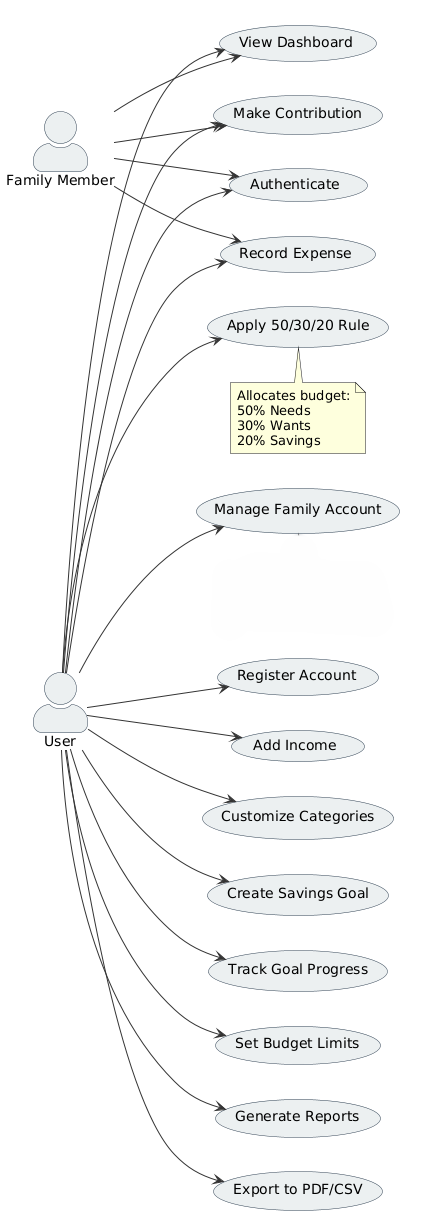 View Dashboard
Make Contribution
Family Member
Authenticate
Record Expense
Apply 50/30/20 Rule
Allocates budget:
50% Needs
30% Wants
20% Savings
Manage Family Account
Register Account
User
Add Income
Customize Categories
Create Savings Goal
Track Goal Progress
Set Budget Limits
Generate Reports
Export to PDF/CSV